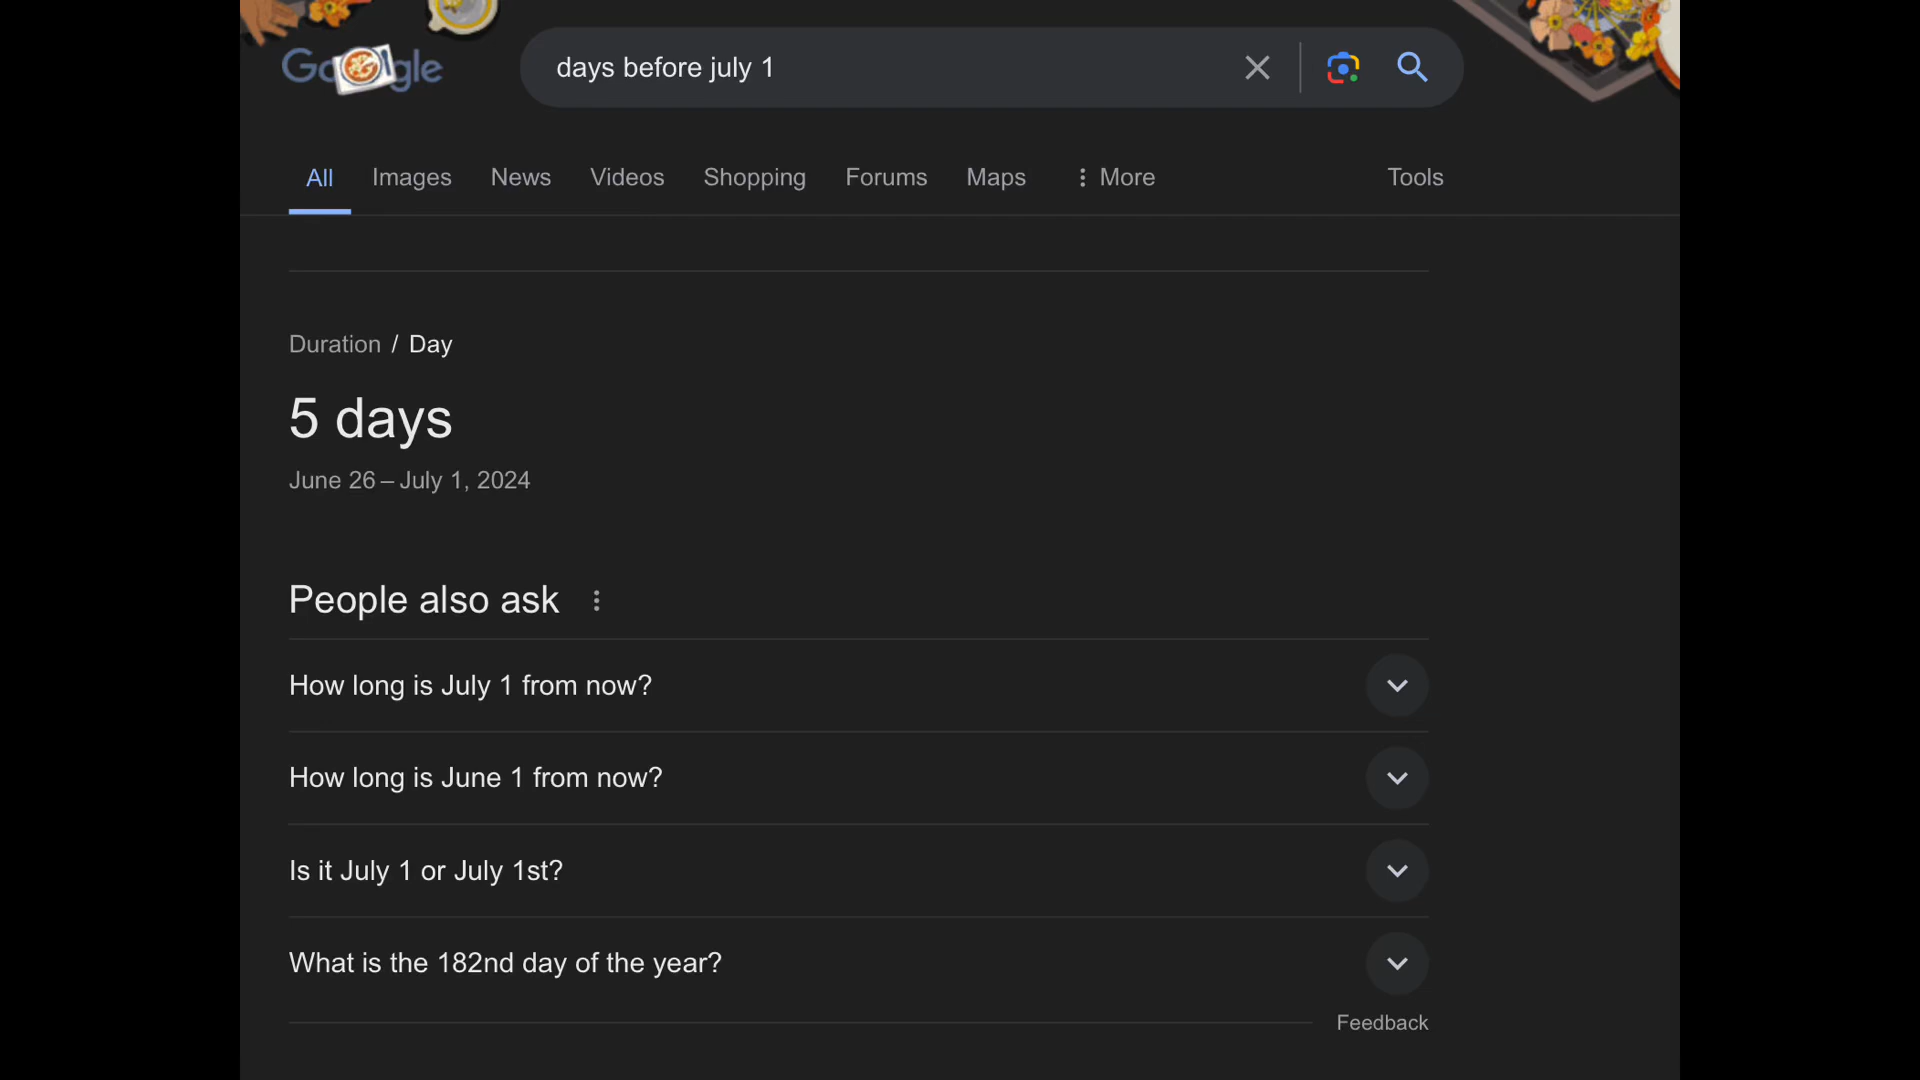 Google
days before july 1
All Images News Videos Shopping Forums Maps More Tools
Duration / Day
5 days
June 26 – July 1, 2024
People also ask
How long is July 1 from now?
How long is June 1 from now?
Is it July 1 or July 1st?
What is the 182nd day of the year?
Feedback